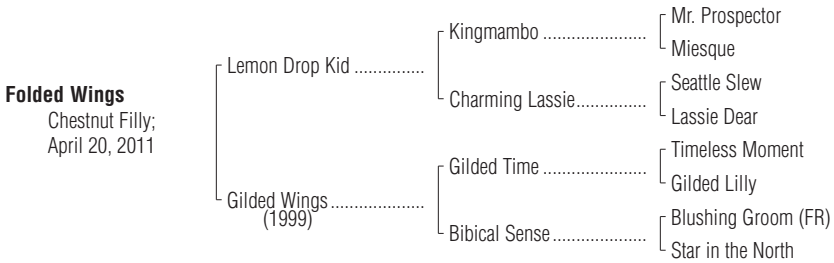 Mr. Prospector
Kingmambo ......................
Miesque
Lemon Drop Kid ...............
Seattle Slew
Charming Lassie...............
Lassie Dear
Folded Wings
Chestnut Filly;
April 20, 2011
Timeless Moment
Gilded Time ......................
Gilded Lilly
Gilded Wings....................
(1999)
Blushing Groom (FR)
Bibical Sense....................
Star in the North